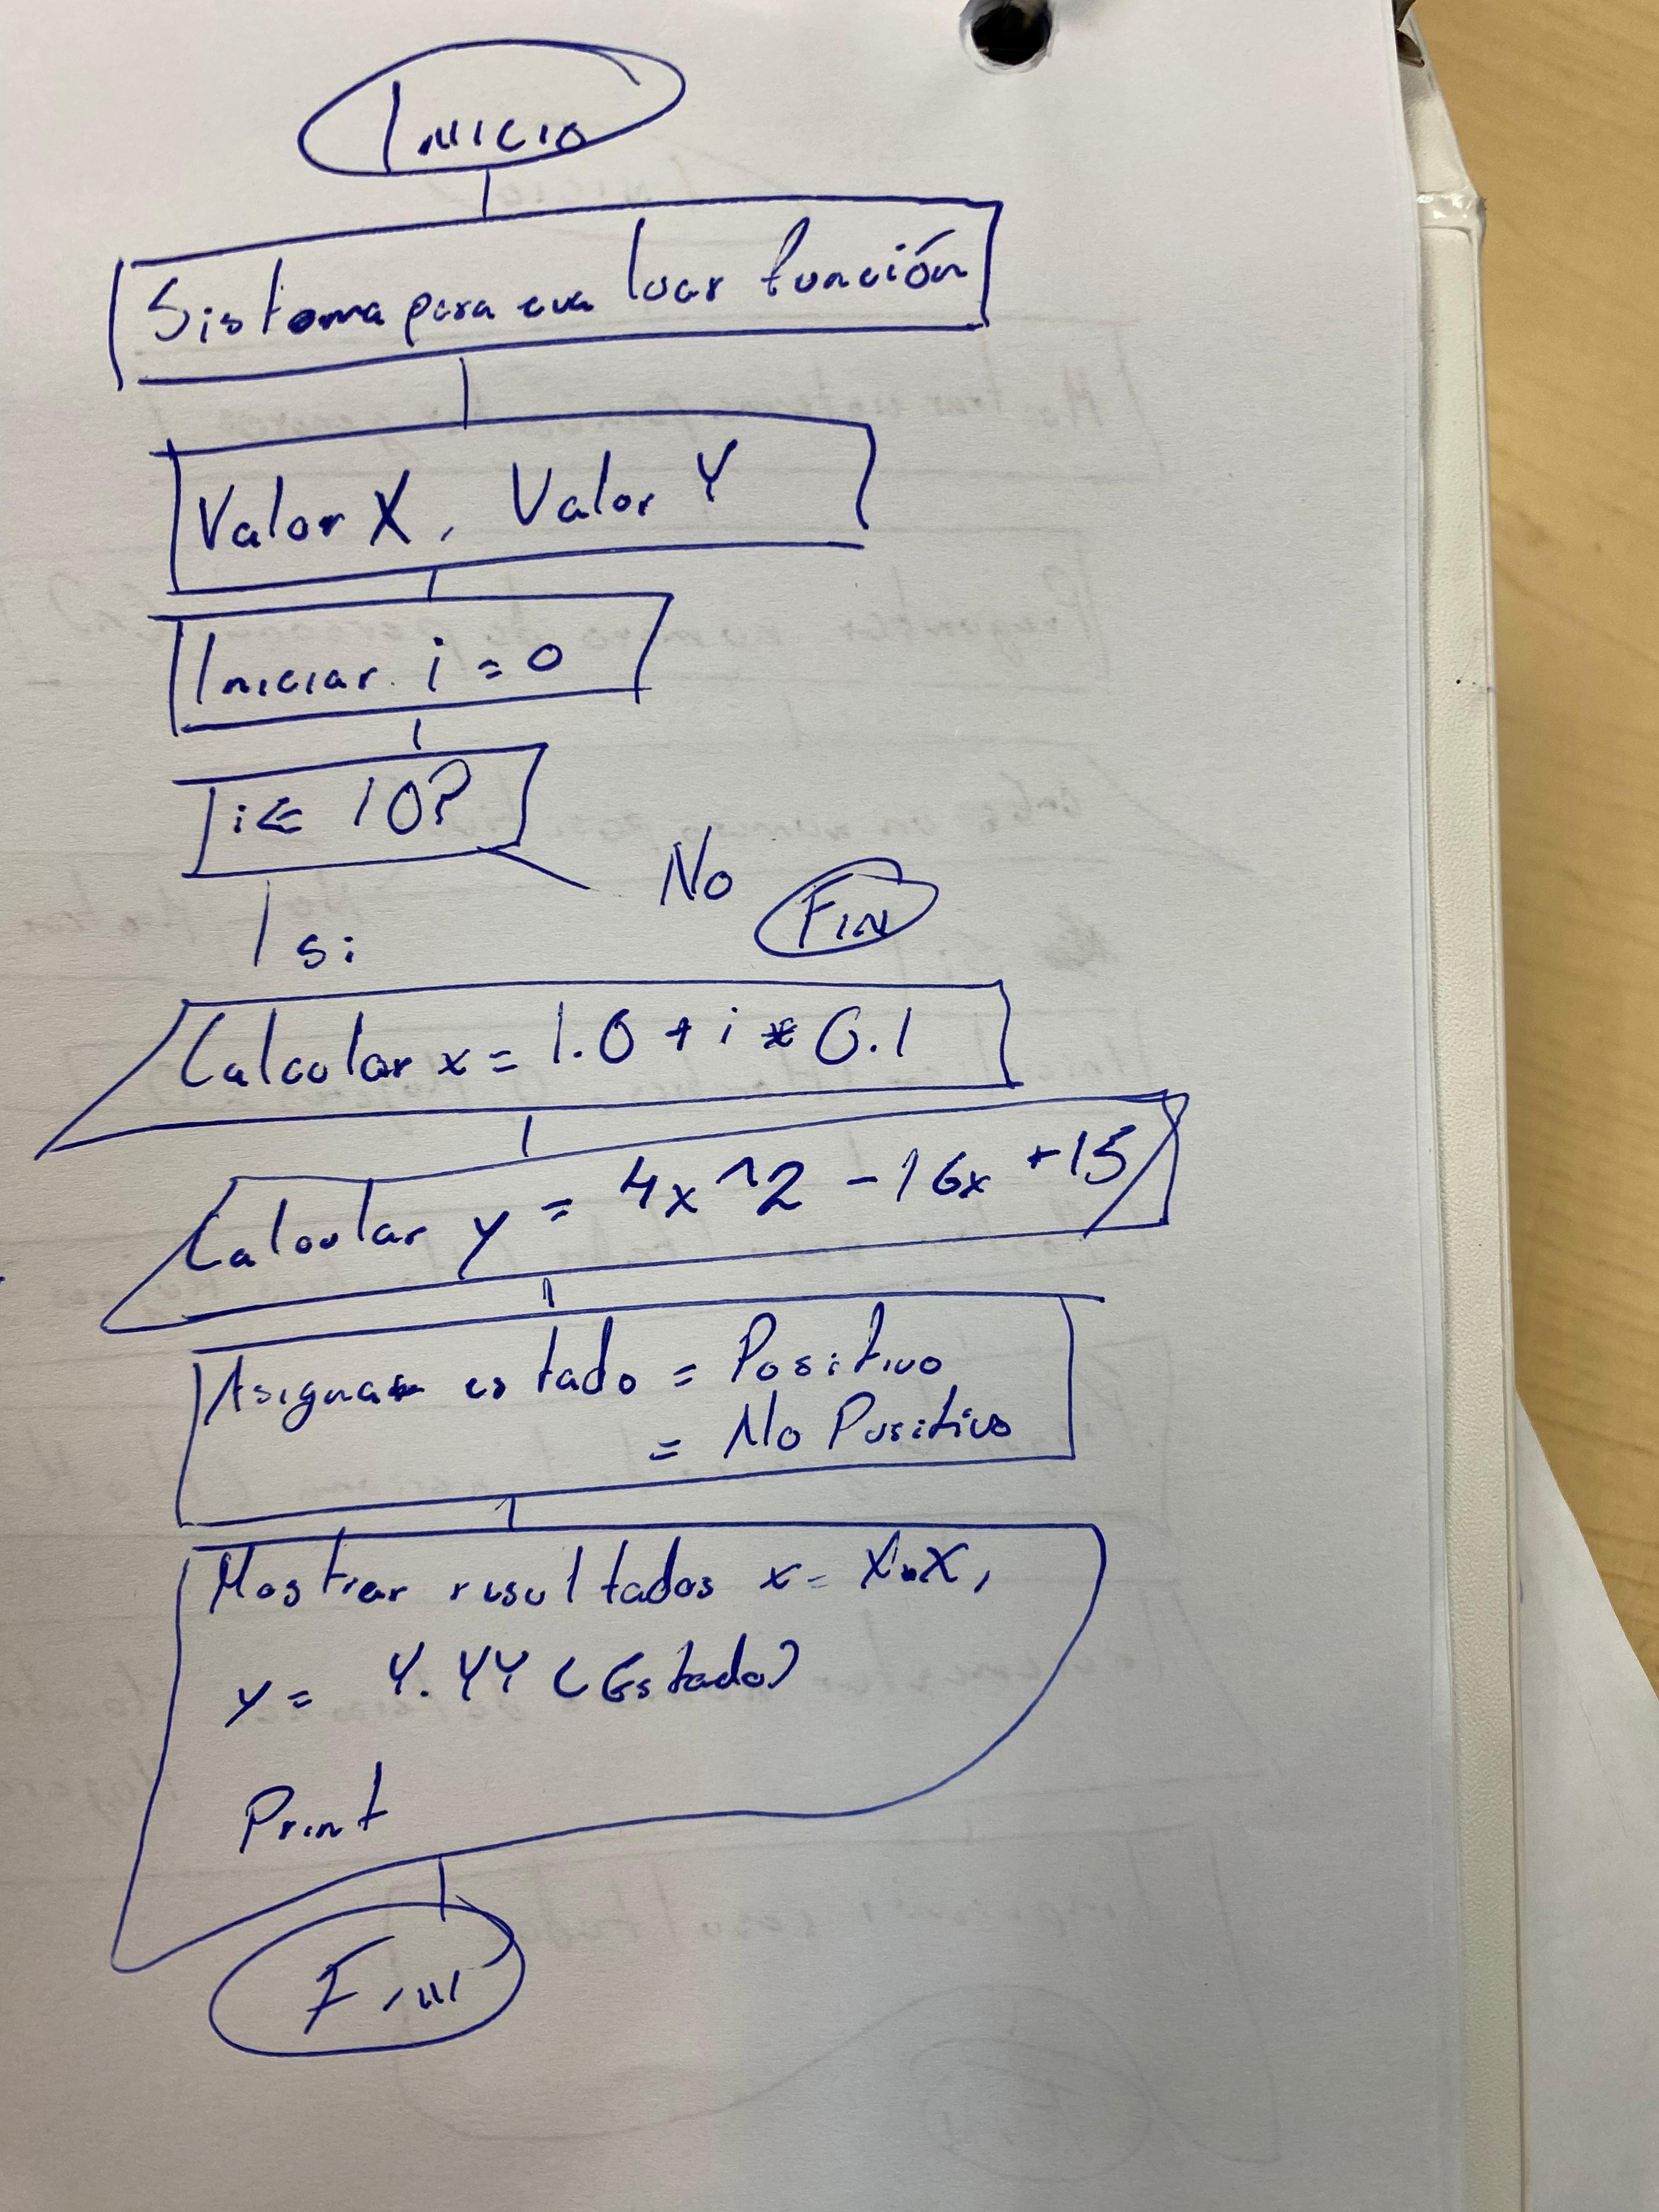 Inicio
Sistema para evaluar función
Valor X, Valor Y
Iniciar i = 0
i ≤ 10?
No
FIN
si
Calcular x = 1.0 + i * 0.1
Calcular y = 4x^2 - 16x + 15
Asignar estado = Positivo
= No Positivo
Mostrar resultados x = X.X,
y = Y.YY (Estado)
Print
Fin